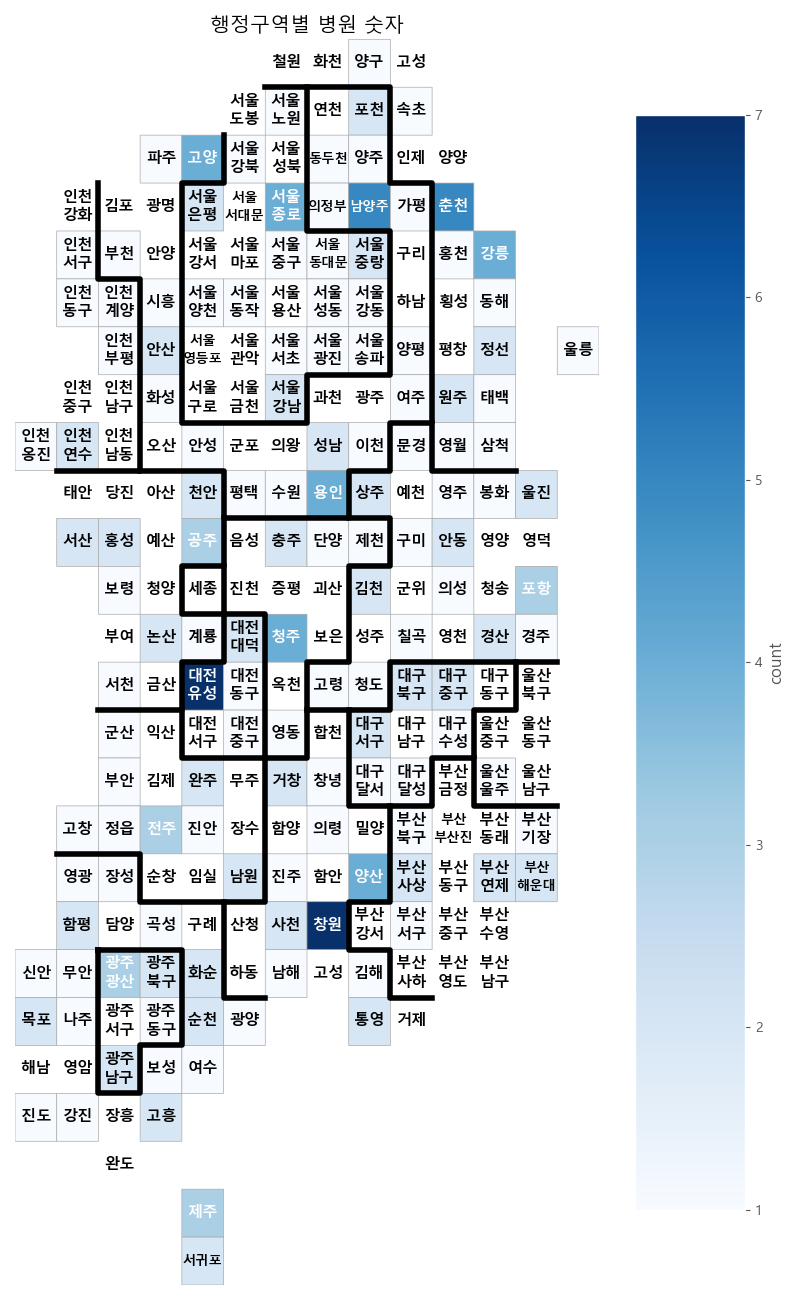 행정구역별 병원 숫자
철원 화천 양구 고성
서울 서울 연천 포천 속초
도봉 노원
파주 고양 서울 서울 동두천 양주 인제 양양
강북 성북
인천 김포 광명 서울 서울 서울 의정부 남양주 가평 춘천
강화 은평 서대문 종로
인천 부천 안양 서울 서울 서울 서울 서울 구리 홍천 강릉
서구 강서 마포 중구 동대문 중랑
인천 인천 시흥 서울 서울 서울 서울 서울 하남 횡성 동해
동구 계양 양천 동작 용산 성동 강동
인천 안산 서울 서울 서울 서울 서울 양평 평창 정선 울릉
부평 영등포 관악 서초 광진 송파
인천 인천 화성 서울 서울 서울 과천 광주 여주 원주 태백
중구 남구 구로 금천 강남
인천 인천 인천 오산 안성 군포 의왕 성남 이천 문경 영월 삼척
옹진 연수 남동
태안 당진 아산 천안 평택 수원 용인 상주 예천 영주 봉화 울진
서산 홍성 예산 공주 음성 충주 단양 제천 구미 안동 영양 영덕
보령 청양 세종 진천 증평 괴산 김천 군위 의성 청송 포항
부여 논산 계룡 대전 청주 보은 성주 칠곡 영천 경산 경주
대덕
서천 금산 대전 대전 옥천 고령 청도 대구 대구 대구 울산
유성 동구 북구 중구 동구 북구
군산 익산 대전 대전 영동 합천 대구 대구 대구 울산 울산
서구 중구 서구 남구 수성 중구 동구
부안 김제 완주 무주 거창 창녕 대구 대구 부산 울산 울산
달서 달성 금정 울주 남구
고창 정읍 전주 진안 장수 함양 의령 밀양 부산 부산 부산 부산
북구 부산진 동래 기장
영광 장성 순창 임실 남원 진주 함안 양산 부산 부산 부산 부산
사상 동구 연제 해운대
함평 담양 곡성 구례 산청 사천 창원 부산 부산 부산 부산
강서 서구 중구 수영
신안 무안 광주 광주 화순 하동 남해 고성 김해 부산 부산 부산
광산 북구 사하 영도 남구
목포 나주 광주 광주 순천 광양 통영 거제
서구 동구
해남 영암 광주 보성 여수
남구
진도 강진 장흥 고흥
완도
제주
서귀포
7
6
5
4
3
2
1
count